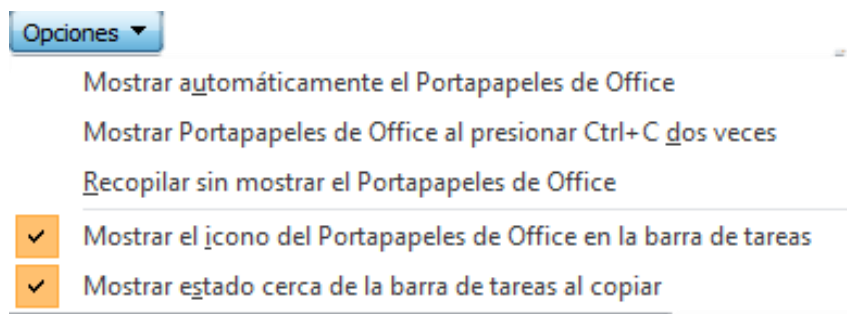 Opciones
Mostrar automáticamente el Portapapeles de Office
Mostrar Portapapeles de Office al presionar Ctrl+C dos veces
Recopilar sin mostrar el Portapapeles de Office
Mostrar el icono del Portapapeles de Office en la barra de tareas
Mostrar estado cerca de la barra de tareas al copiar